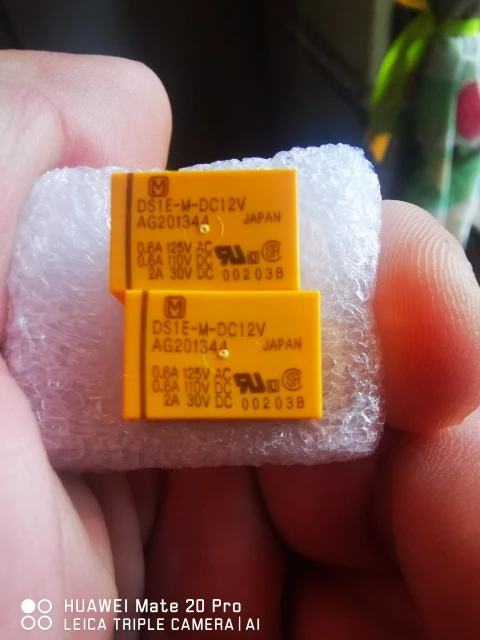 M
DS1E-M-DC12V
AG201344 JAPAN
0.6A 125V AC
0.6A 110V DC
2A 30V DC 00203B
M
DS1E-M-DC12V
AG201344 JAPAN
0.6A 125V AC
0.6A 110V DC
2A 30V DC 00203B
HUAWEI Mate 20 Pro
LEICA TRIPLE CAMERA | AI